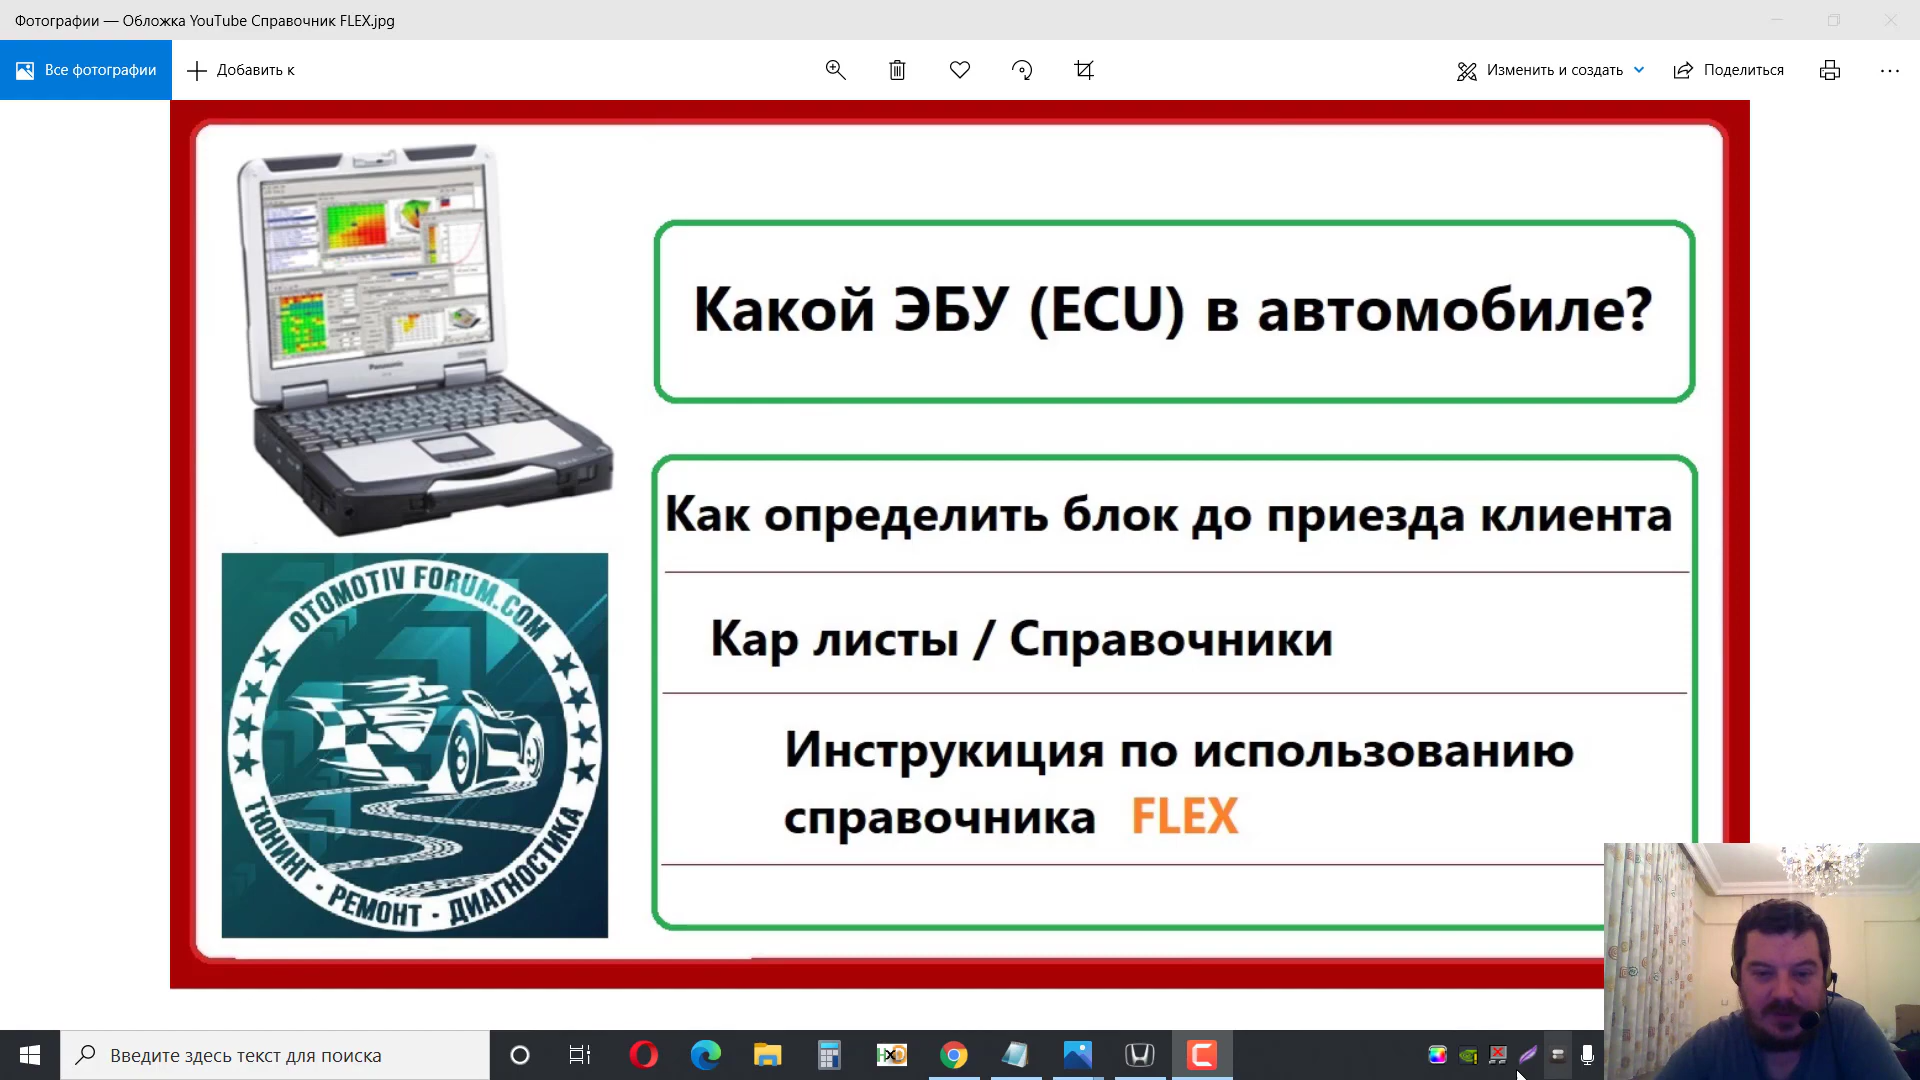 Фотографии — Обложка YouTube Справочник FLEX.jpg
Все фотографии
Добавить к
Изменить и создать
Поделиться
Какой ЭБУ (ECU) в автомобиле?
Как определить блок до приезда клиента
Кар листы / Справочники
Инструкиция по использованию
справочника FLEX
Panasonic
OTOMOTIV FORUM.COM
ТЮНИНГ - РЕМОНТ - ДИАГНОСТИКА
Введите здесь текст для поиска
HxD